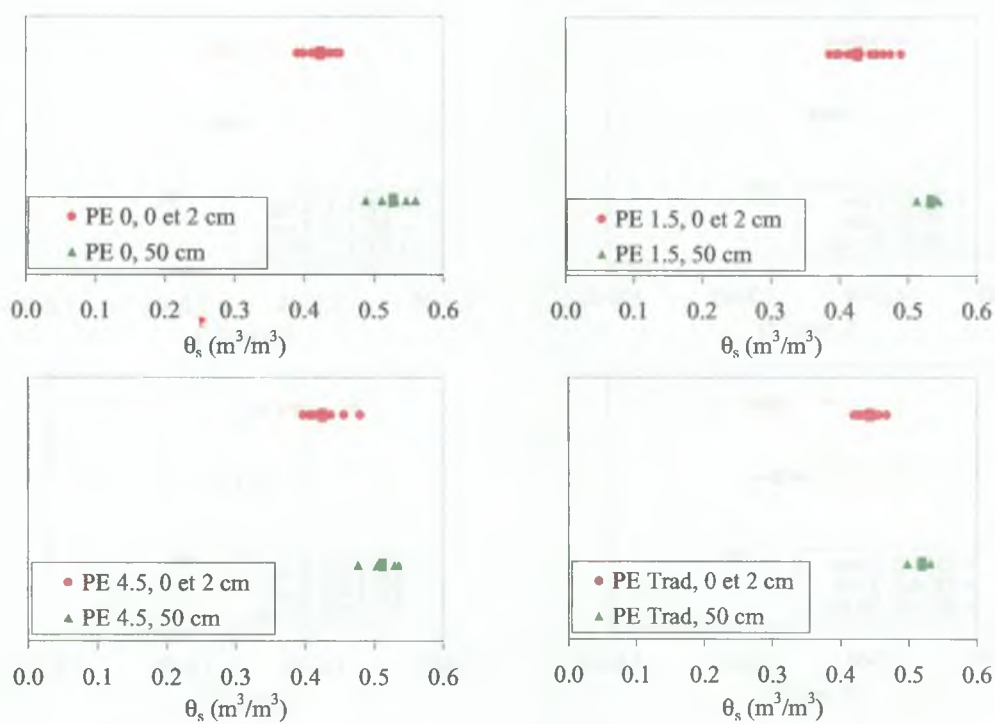 PE 0, 0 et 2 cm
PE 0, 50 cm
0.0 0.1 0.2 0.3 0.4 0.5 0.6
θs (m³/m³)
PE 1.5, 0 et 2 cm
PE 1.5, 50 cm
0.0 0.1 0.2 0.3 0.4 0.5 0.6
θs (m³/m³)
PE 4.5, 0 et 2 cm
PE 4.5, 50 cm
0.0 0.1 0.2 0.3 0.4 0.5 0.6
θs (m³/m³)
PE Trad, 0 et 2 cm
PE Trad, 50 cm
0.0 0.1 0.2 0.3 0.4 0.5 0.6
θs (m³/m³)